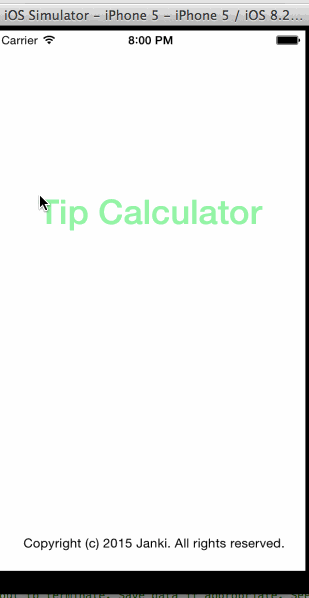 iOS Simulator - iPhone 5 - iPhone 5 / iOS 8.2...
Carrier 8:00 PM
Tip Calculator
Copyright (c) 2015 Janki. All rights reserved.